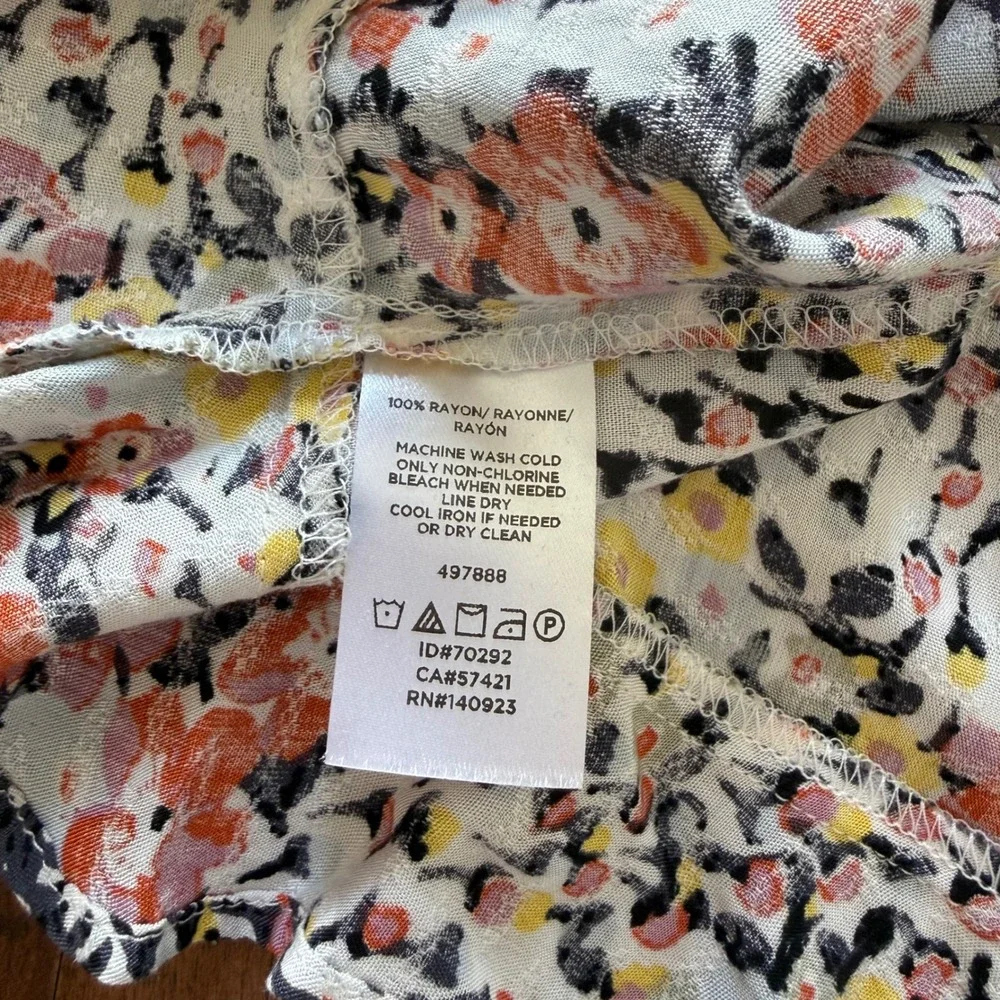 100% RAYON/ RAYONNE/
RAYÓN
MACHINE WASH COLD
ONLY NON-CHLORINE
BLEACH WHEN NEEDED
LINE DRY
COOL IRON IF NEEDED
OR DRY CLEAN
497888
P
ID#70292
CA#57421
RN#140923